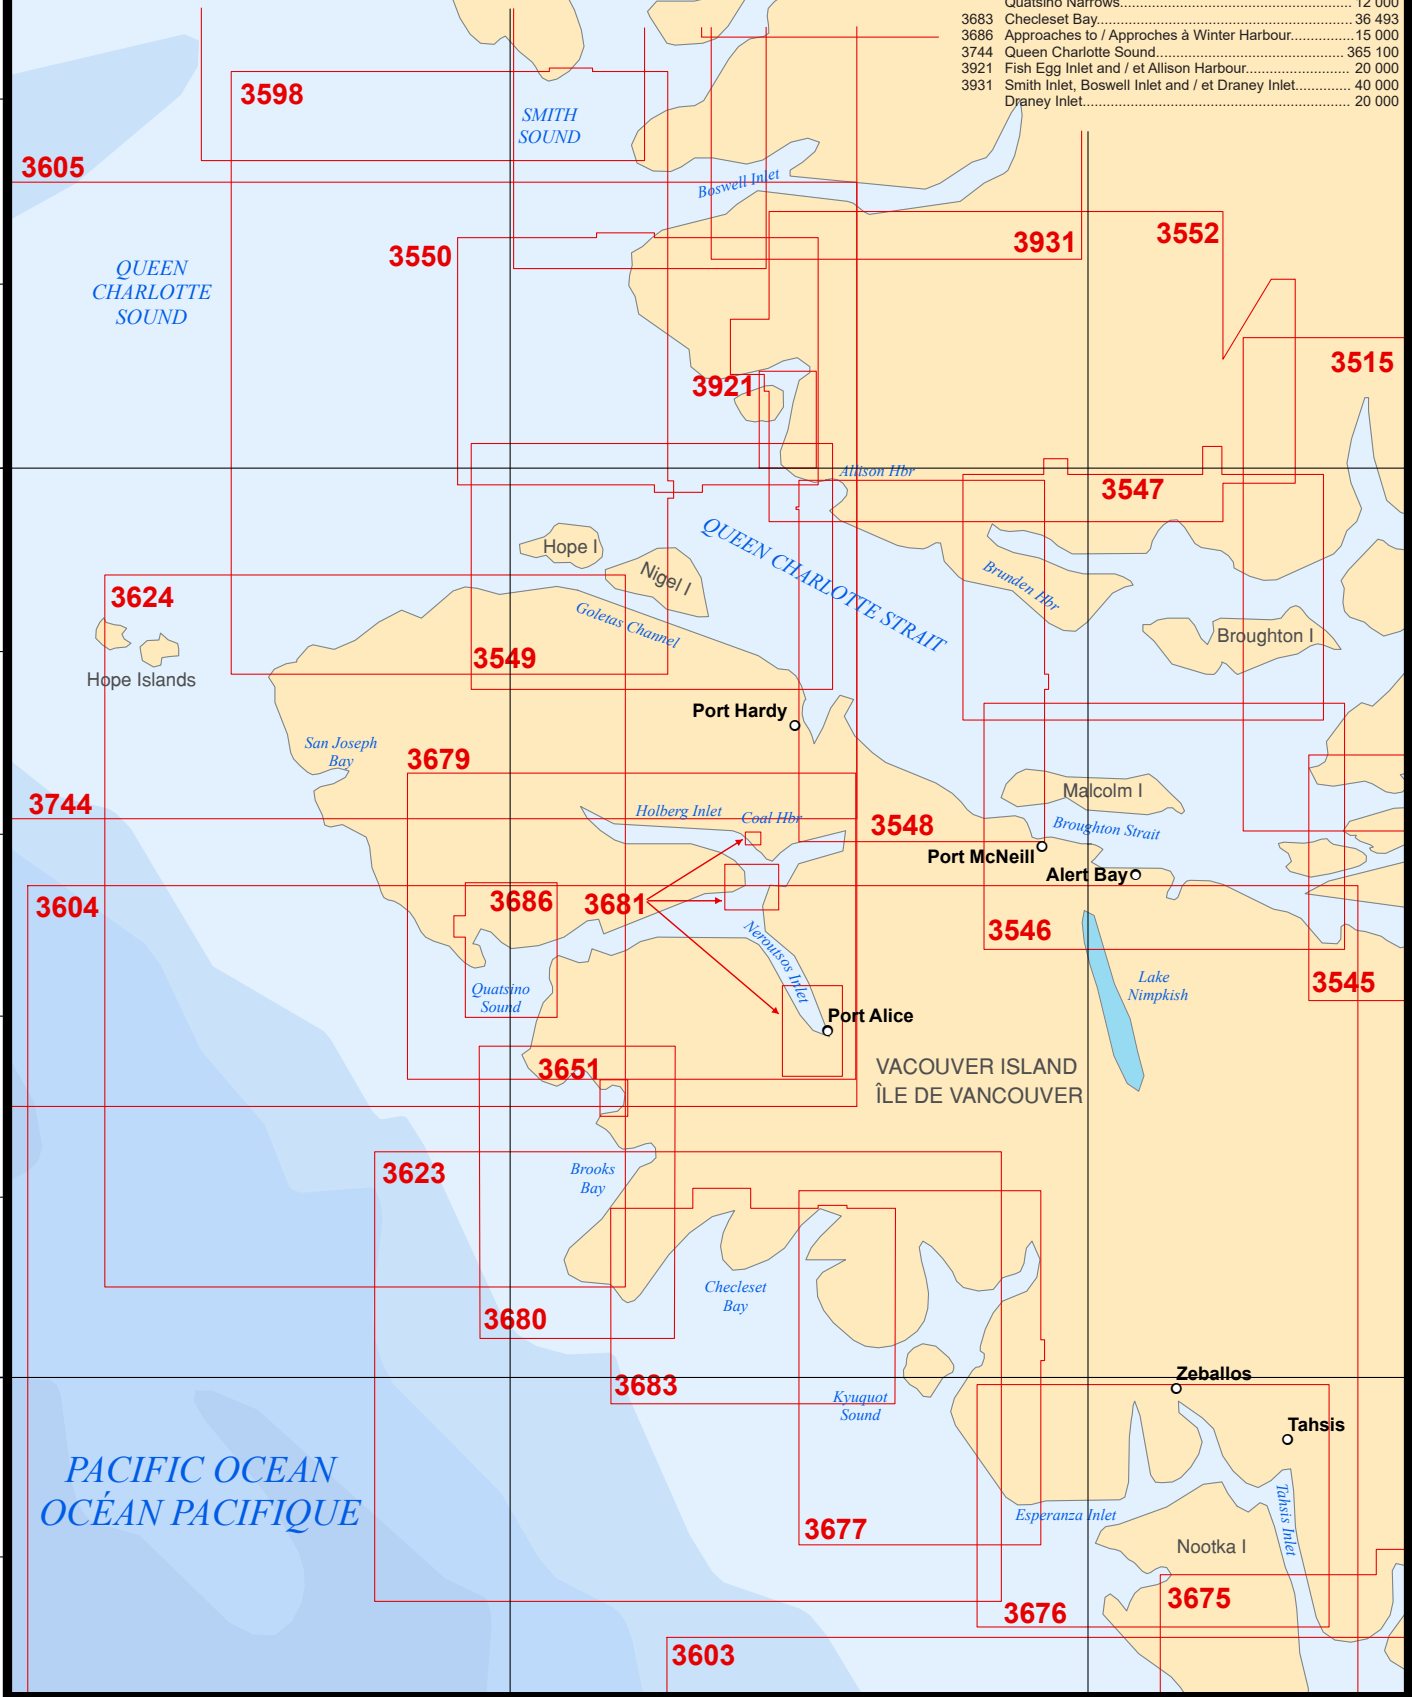 Quatsino Narrows........................................................ 12 000
3683 Checleset Bay.............................................................. 36 493
3686 Approaches to / Approches à Winter Harbour............... 15 000
3744 Queen Charlotte Sound................................................ 365 100
3921 Fish Egg Inlet and / et Allison Harbour......................... 20 000
3931 Smith Inlet, Boswell Inlet and / et Draney Inlet............. 40 000
Draney Inlet................................................................. 20 000
3598
SMITH
SOUND
3605
Boswell Inlet
3550
3931
3552
QUEEN
CHARLOTTE
SOUND
3515
3921
Allison Hbr
3547
QUEEN CHARLOTTE STRAIT
Hope I
Nigel I
Brunden Hbr
3624
Goletas Channel
Broughton I
3549
Hope Islands
Port Hardy
San Joseph
Bay
3679
Malcolm I
3744
Holberg Inlet
Coal Hbr
3548
Broughton Strait
Port McNeill
Alert Bay
3604
3686
3681
3546
Neroutsos Inlet
Lake
Nimpkish
3545
Quatsino
Sound
Port Alice
3651
VACOUVER ISLAND
ÎLE DE VANCOUVER
3623
Brooks
Bay
Checleset
Bay
3680
3683
Kyuquot
Sound
Zeballos
Tahsis
PACIFIC OCEAN
OCÉAN PACIFIQUE
Esperanza Inlet
Tahsis Inlet
3677
Nootka I
3676
3675
3603